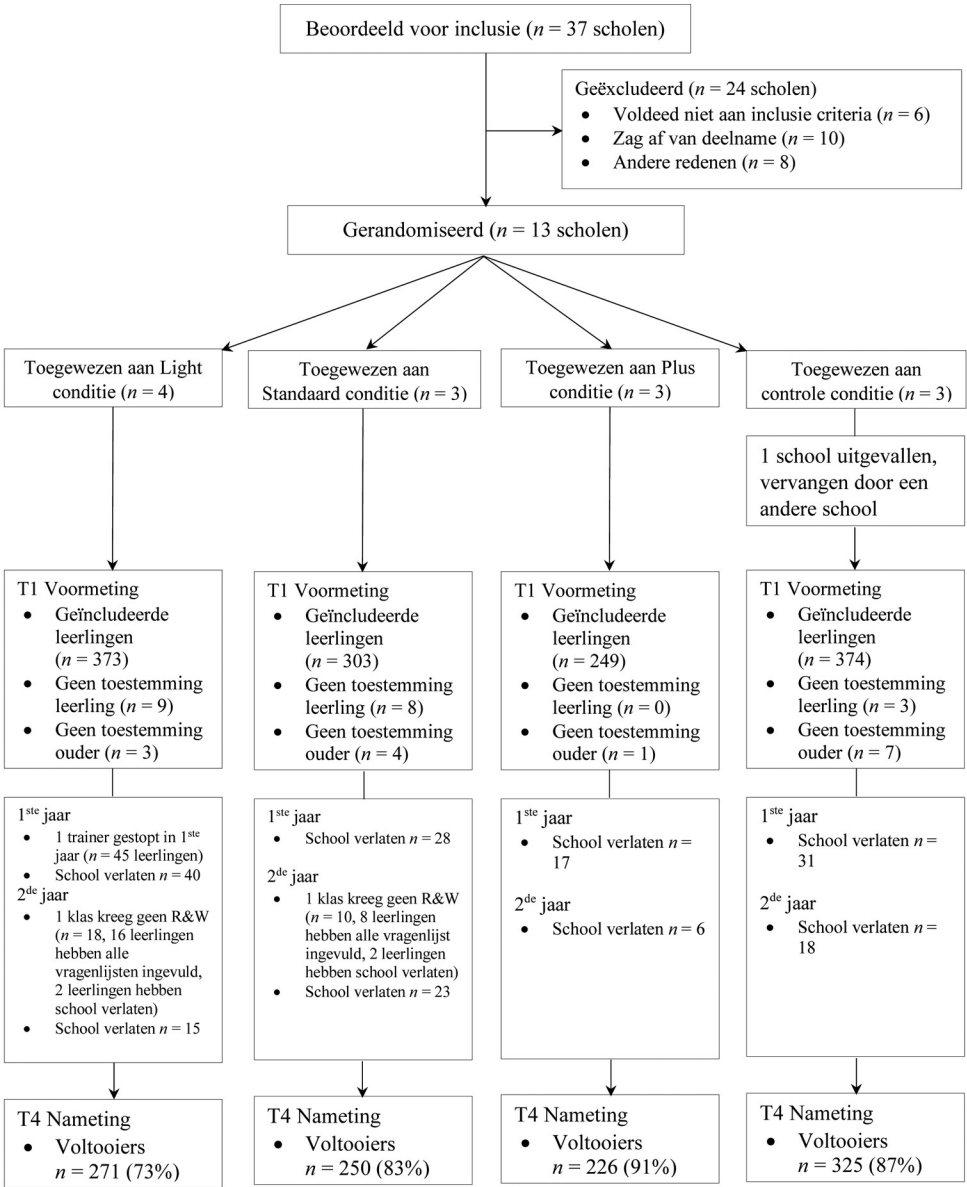 Beoordeeld voor inclusie (n = 37 scholen)
Geëxcludeerd (n = 24 scholen)
• Voldeed niet aan inclusie criteria (n = 6)
• Zag af van deelname (n = 10)
• Andere redenen (n = 8)
Gerandomiseerd (n = 13 scholen)
Toegewezen aan Light
conditie (n = 4)
Toegewezen aan
Standaard conditie (n = 3)
Toegewezen aan Plus
conditie (n = 3)
Toegewezen aan
controle conditie (n = 3)
1 school uitgevallen,
vervangen door een
andere school
T1 Voormeting
• Geïncludeerde
leerlingen
(n = 373)
• Geen toestemming
leerling (n = 9)
• Geen toestemming
ouder (n = 3)
T1 Voormeting
• Geïncludeerde
leerlingen
(n = 303)
• Geen toestemming
leerling (n = 8)
• Geen toestemming
ouder (n = 4)
T1 Voormeting
• Geïncludeerde
leerlingen
(n = 249)
• Geen toestemming
leerling (n = 0)
• Geen toestemming
ouder (n = 1)
T1 Voormeting
• Geïncludeerde
leerlingen
(n = 374)
• Geen toestemming
leerling (n = 3)
• Geen toestemming
ouder (n = 7)
1ste jaar
• 1 trainer gestopt in 1ste
jaar (n = 45 leerlingen)
• School verlaten n = 40
2de jaar
• 1 klas kreeg geen R&W
(n = 18, 16 leerlingen
hebben alle
vragenlijsten ingevuld,
2 leerlingen hebben
school verlaten)
• School verlaten n = 15
1ste jaar
• School verlaten n = 28
2de jaar
• 1 klas kreeg geen R&W
(n = 10, 8 leerlingen
hebben alle vragenlijst
ingevuld, 2 leerlingen
hebben school verlaten)
• School verlaten n = 23
1ste jaar
• School verlaten n =
17
2de jaar
• School verlaten n = 6
1ste jaar
• School verlaten n =
31
2de jaar
• School verlaten n =
18
T4 Nameting
• Voltooiers
n = 271 (73%)
T4 Nameting
• Voltooiers
n = 250 (83%)
T4 Nameting
• Voltooiers
n = 226 (91%)
T4 Nameting
• Voltooiers
n = 325 (87%)